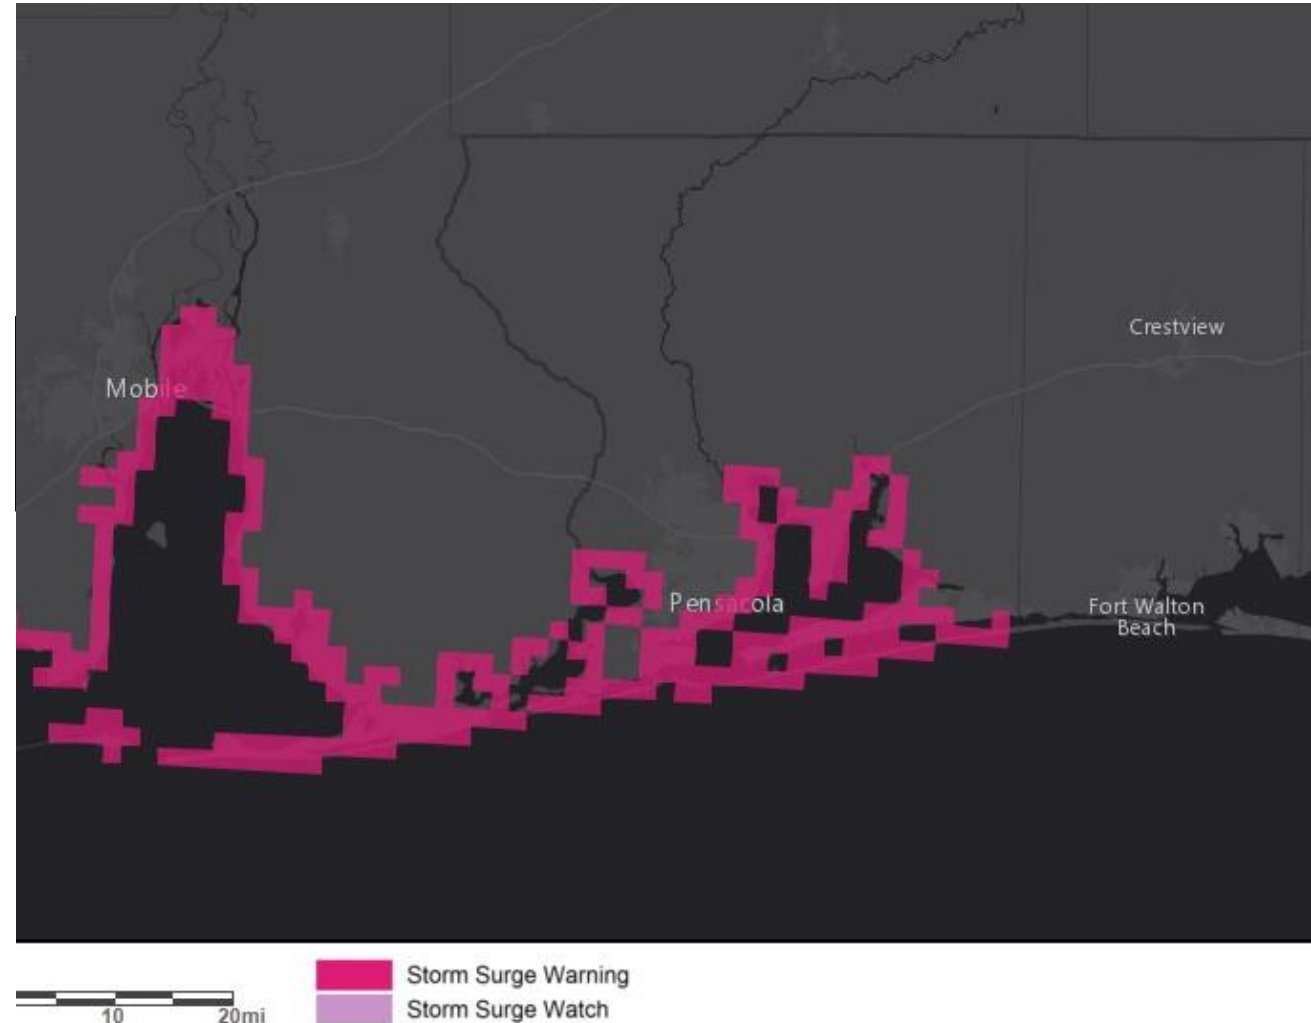 Crestview
Mobile
Pensacola
Fort Walton
Beach
Storm Surge Warning
10 20mi
Storm Surge Watch